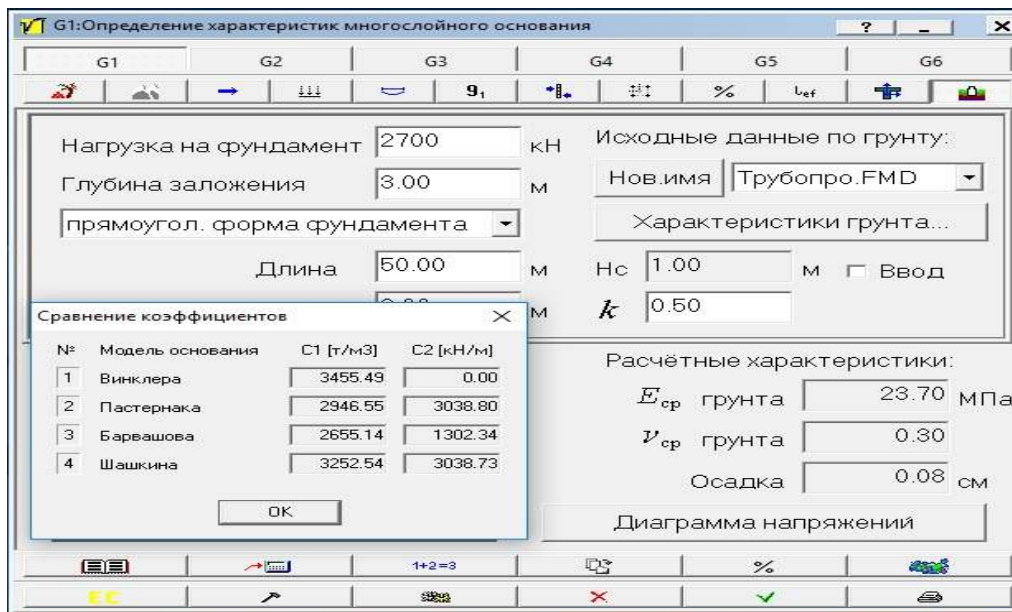 G1:Определение характеристик многослойного основания
? _ ×
G1 G2 G3 G4 G5 G6
9₁ % Lef
Нагрузка на фундамент 2700 кН
Исходные данные по грунту:
Глубина заложения 3.00 м
Нов.имя Трубопро.FMD
прямоугол. форма фундамента
Характеристики грунта...
Длина 50.00 м
Hc 1.00 м Ввод
м k 0.50
Сравнение коэффициентов ×
№ Модель основания C1 [т/м3] C2 [кН/м]
1 Винклера 3455.49 0.00
2 Пастернака 2946.55 3038.80
3 Барвашова 2655.14 1302.34
4 Шашкина 3252.54 3038.73
OK
Расчётные характеристики:
Eср грунта 23.70 МПа
νср грунта 0.30
Осадка 0.08 см
Диаграмма напряжений
1+2=3 %
EC